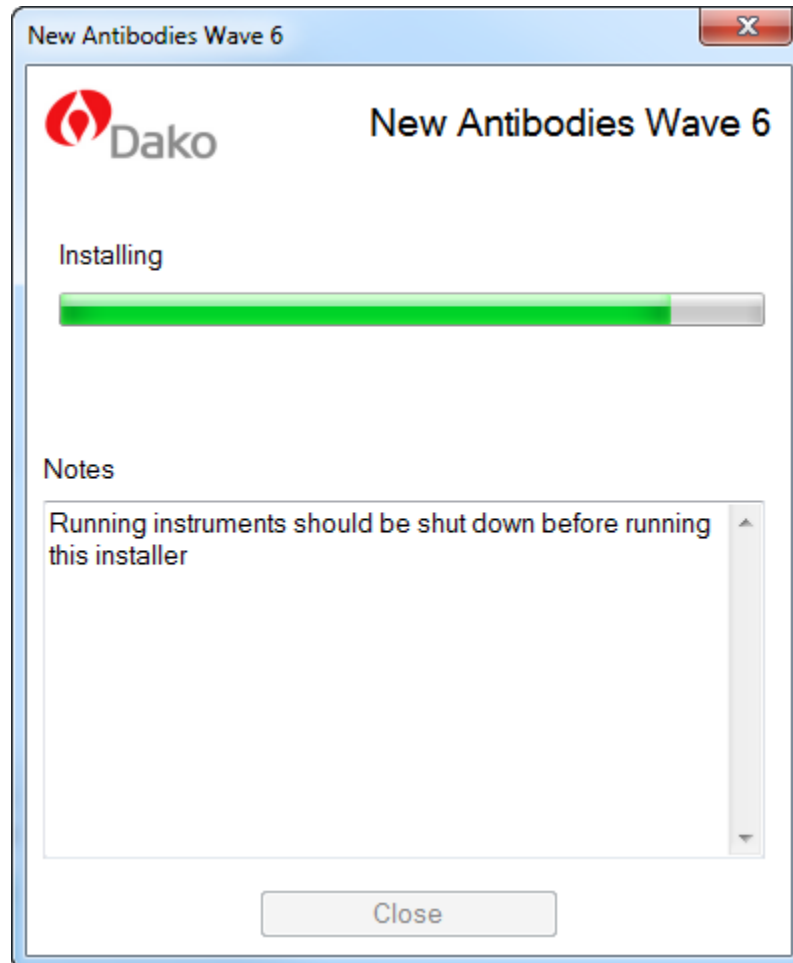 New Antibodies Wave 6
Dako
New Antibodies Wave 6
Installing
Notes
Running instruments should be shut down before running
this installer
Close